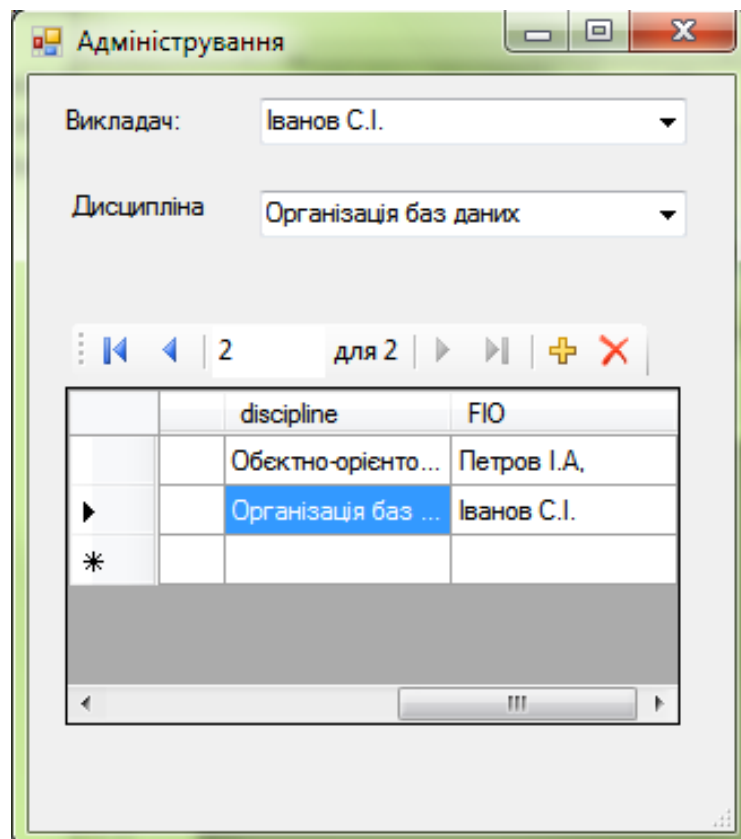 Адміністрування
Викладач: Іванов С.І.
Дисципліна Організація баз даних
2 для 2
discipline FIO
Обєктно-орієнто... Петров І.А,
Організація баз ... Іванов С.І.